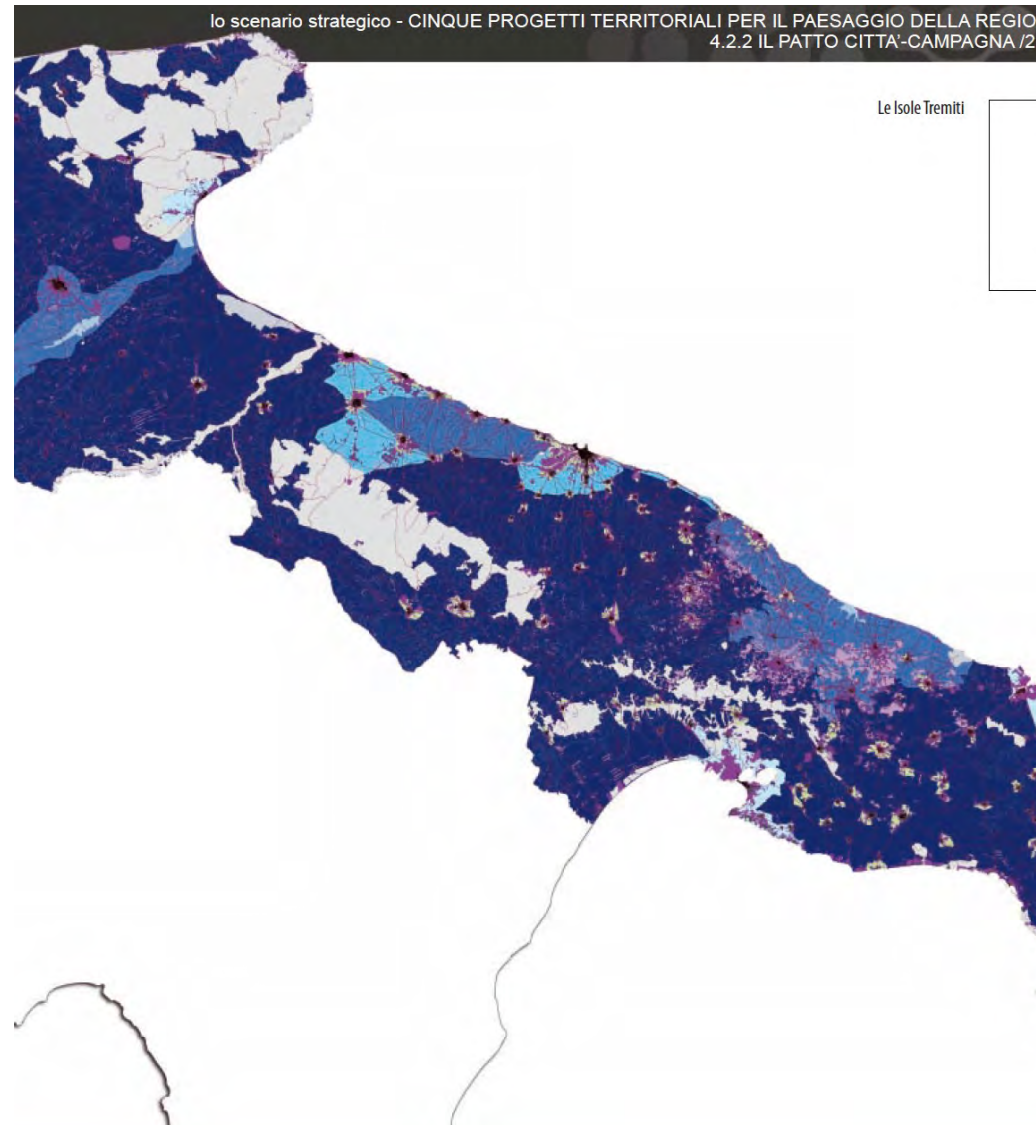 lo scenario strategico - CINQUE PROGETTI TERRITORIALI PER IL PAESAGGIO DELLA REGIO
4.2.2 IL PATTO CITTA'-CAMPAGNA /2
Le Isole Tremiti